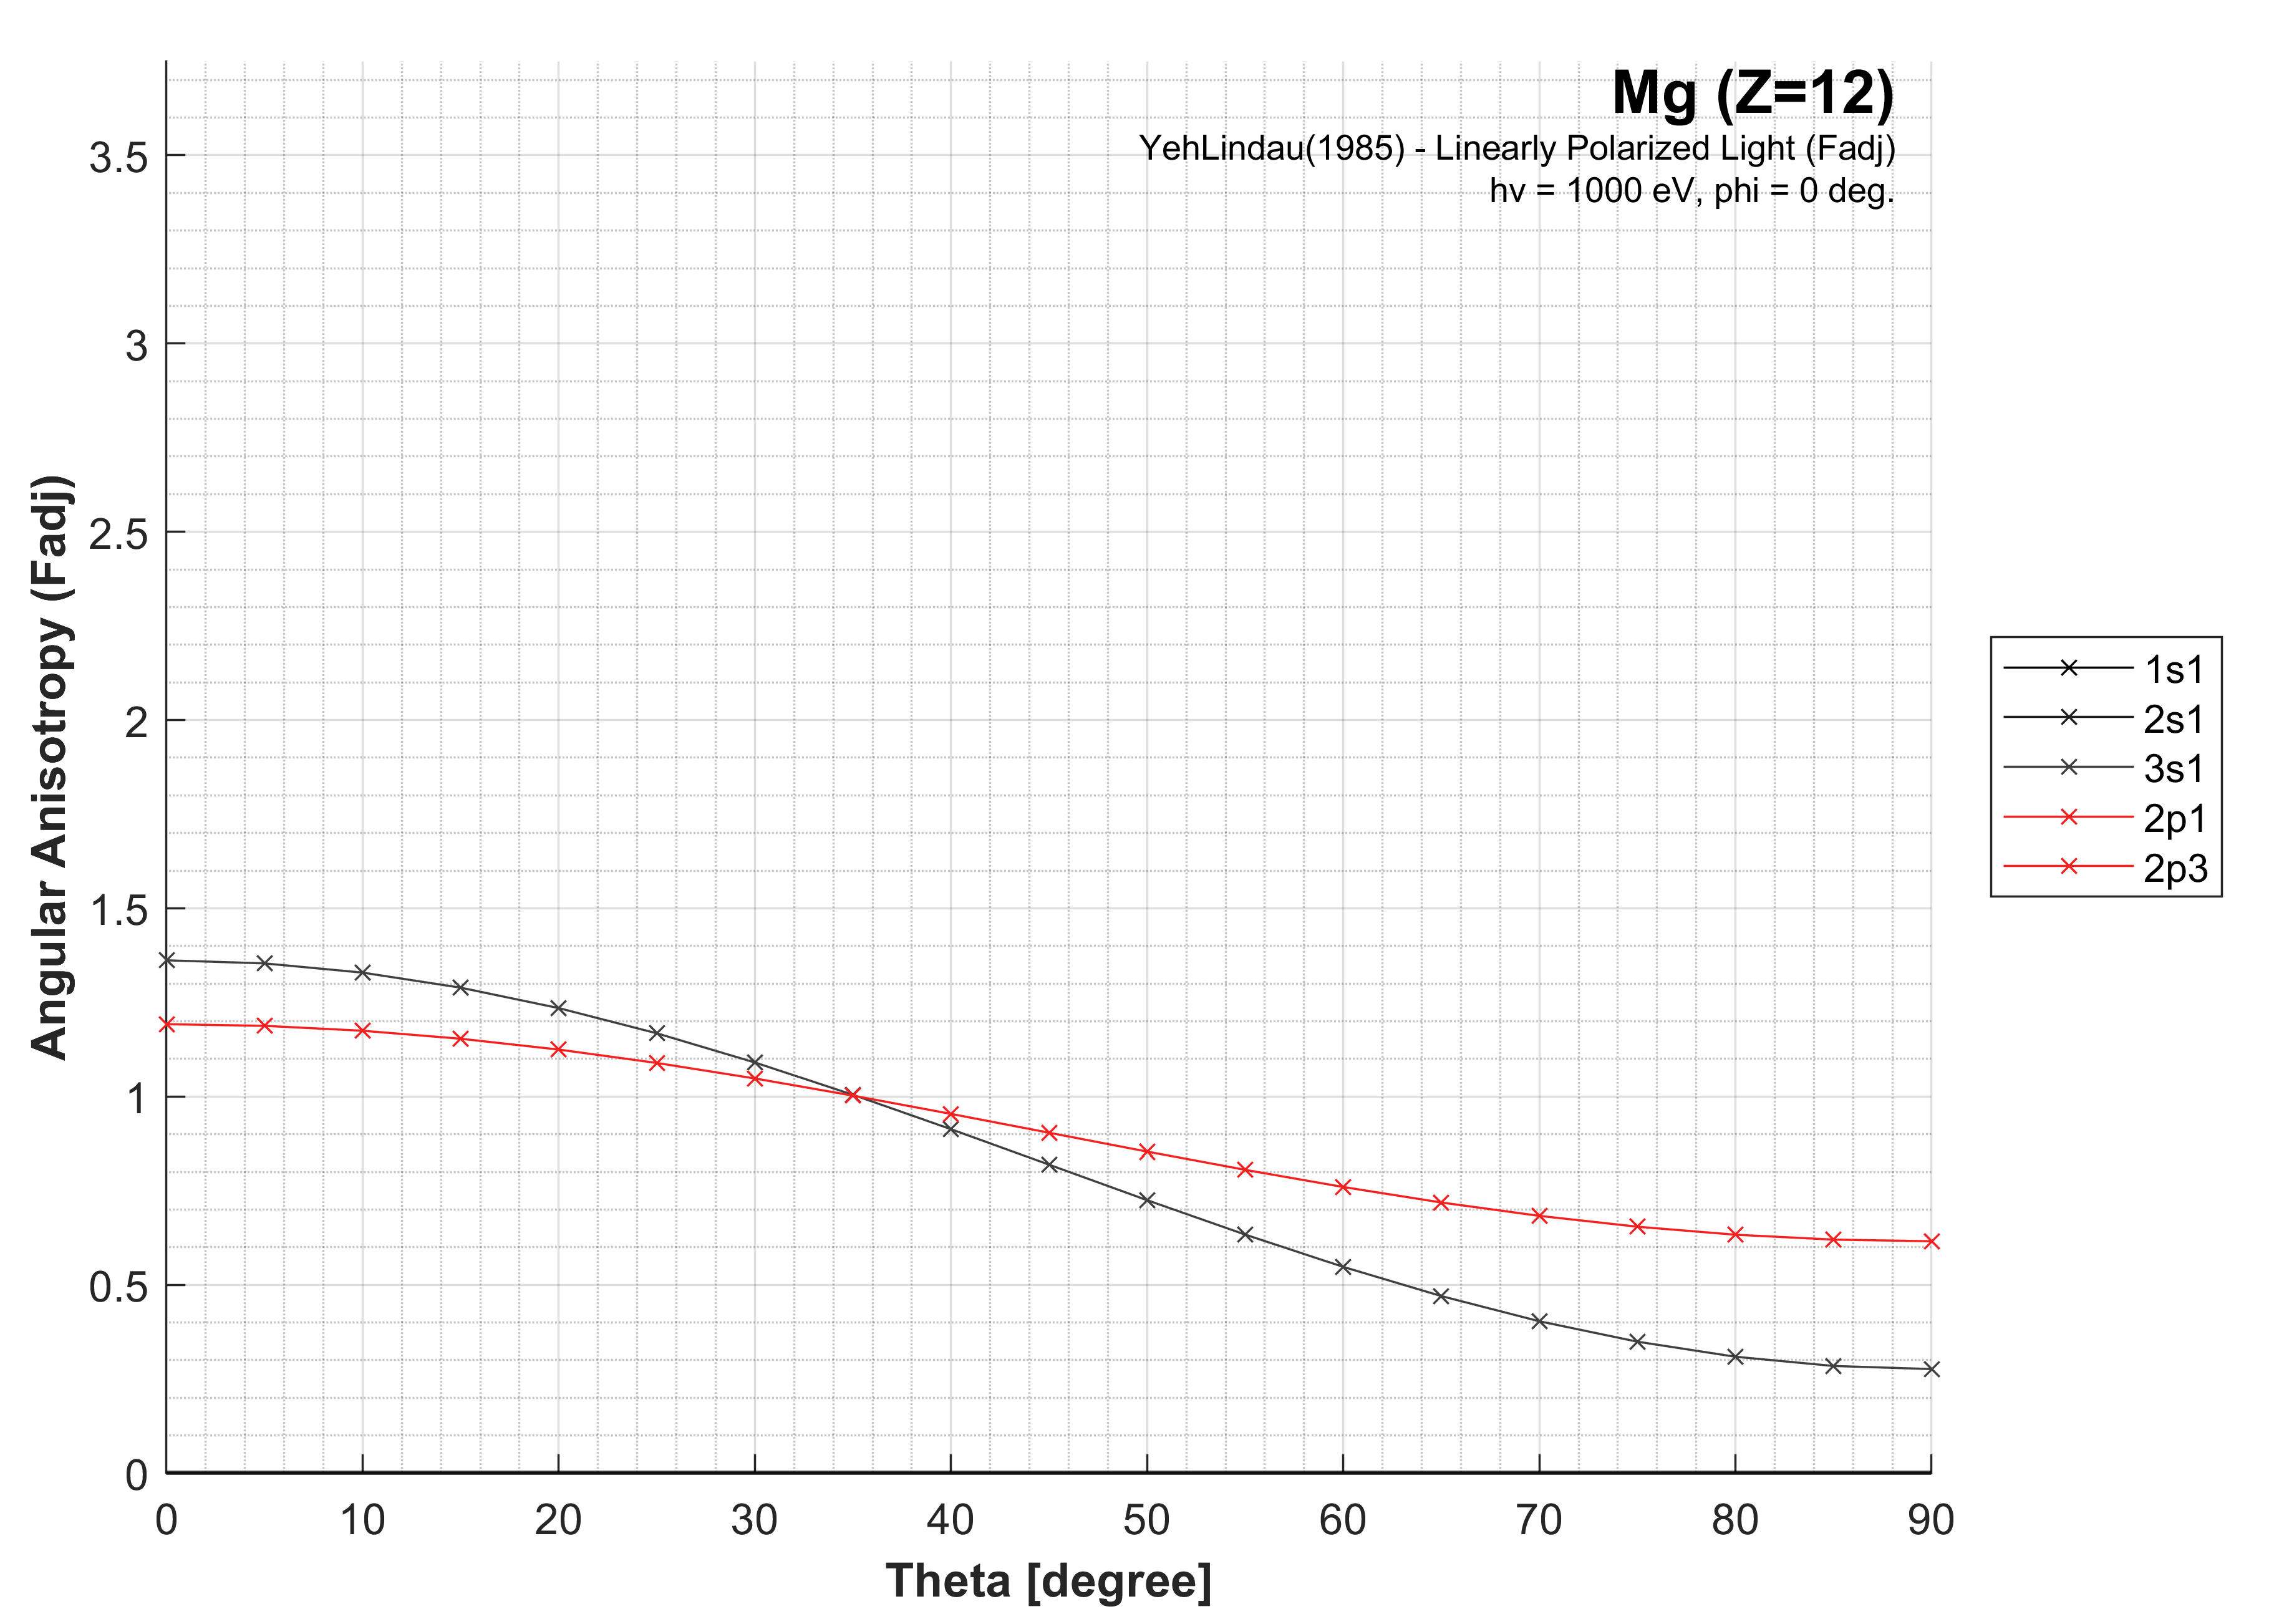 Mg (Z=12)
YehLindau(1985) - Linearly Polarized Light (Fadj)
hv = 1000 eV, phi = 0 deg.
Angular Anisotropy (Fadj)
3.5
3
2.5
2
1.5
1
0.5
0
0 10 20 30 40 50 60 70 80 90
Theta [degree]
1s1
2s1
3s1
2p1
2p3